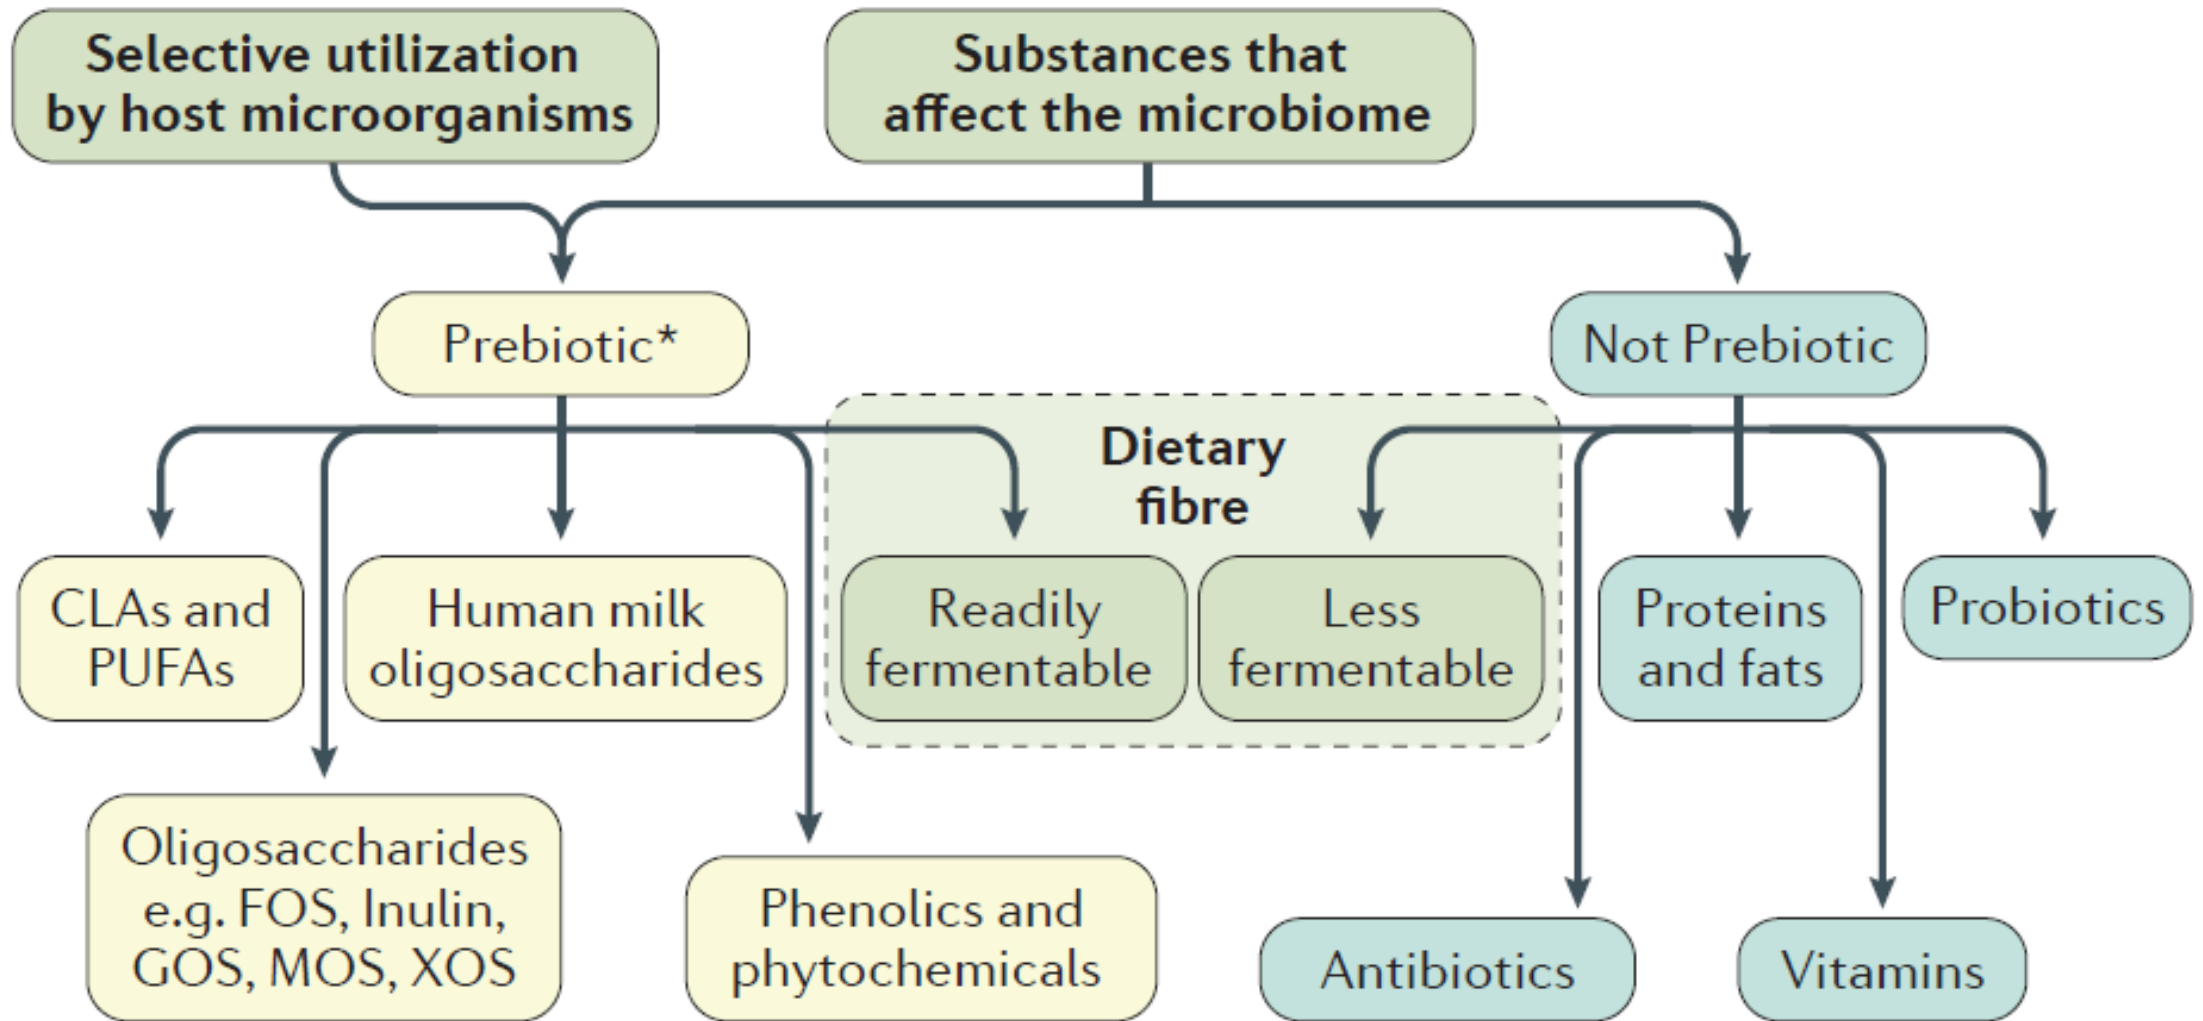 Selective utilization
by host microorganisms
Substances that
affect the microbiome
Prebiotic*
Not Prebiotic
Dietary
fibre
CLAs and
PUFAs
Human milk
oligosaccharides
Readily
fermentable
Less
fermentable
Proteins
and fats
Probiotics
Oligosaccharides
e.g. FOS, Inulin,
GOS, MOS, XOS
Phenolics and
phytochemicals
Antibiotics
Vitamins